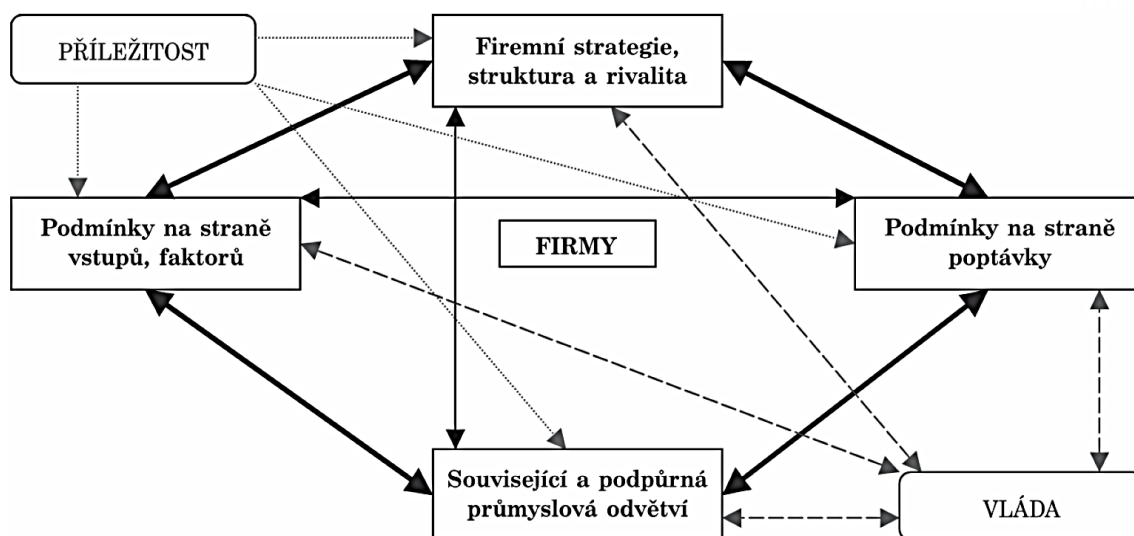 PŘÍLEŽITOST
Firemní strategie,
struktura a rivalita
Podmínky na straně
vstupů, faktorů
FIRMY
Podmínky na straně
poptávky
Související a podpůrná
průmyslová odvětví
VLÁDA